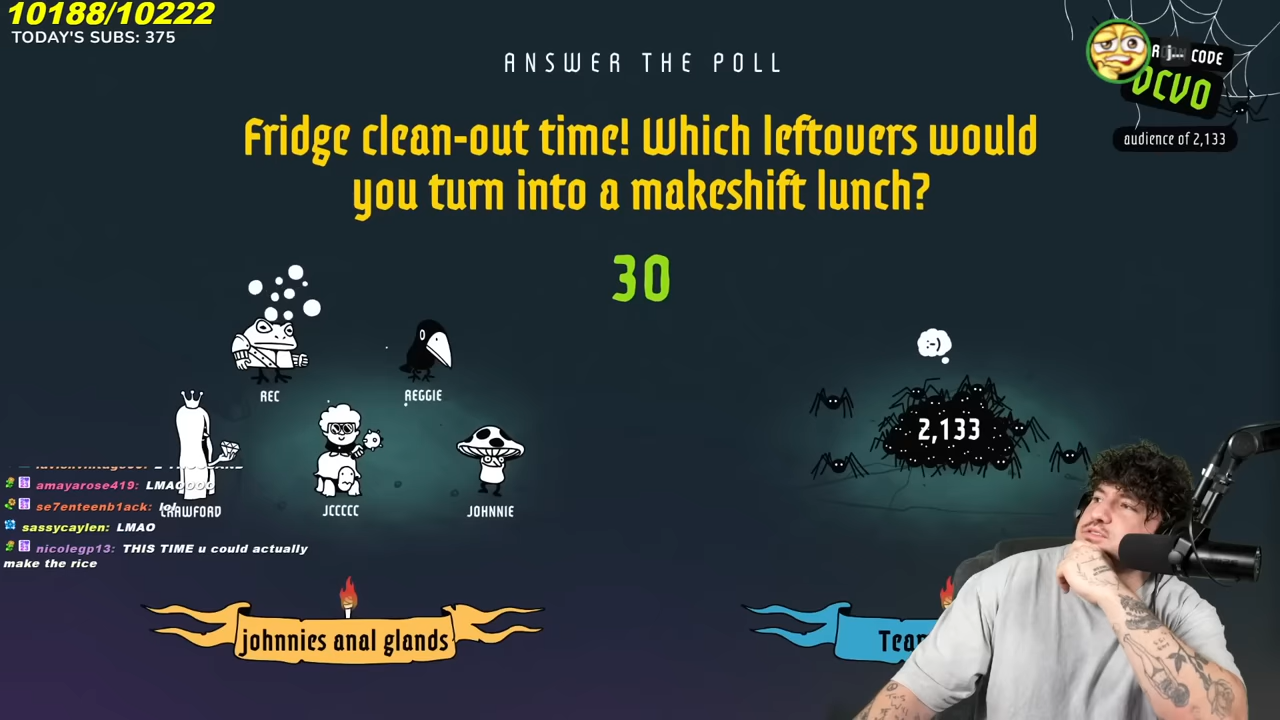 10188/10222
TODAY'S SUBS: 375
ANSWER THE POLL
CODE
audience of 2,133
Fridge clean-out time! Which leftovers would
you turn into a makeshift lunch?
30
REC
REGGIE
2,133
CRAWFORD
JCCCCC
JOHNNIE
amayarose419: LMAOOOO
se7enteenb1ack: lol
sassycaylen: LMAO
nicolegp13: THIS TIME u could actually
make the rice
johnnies anal glands